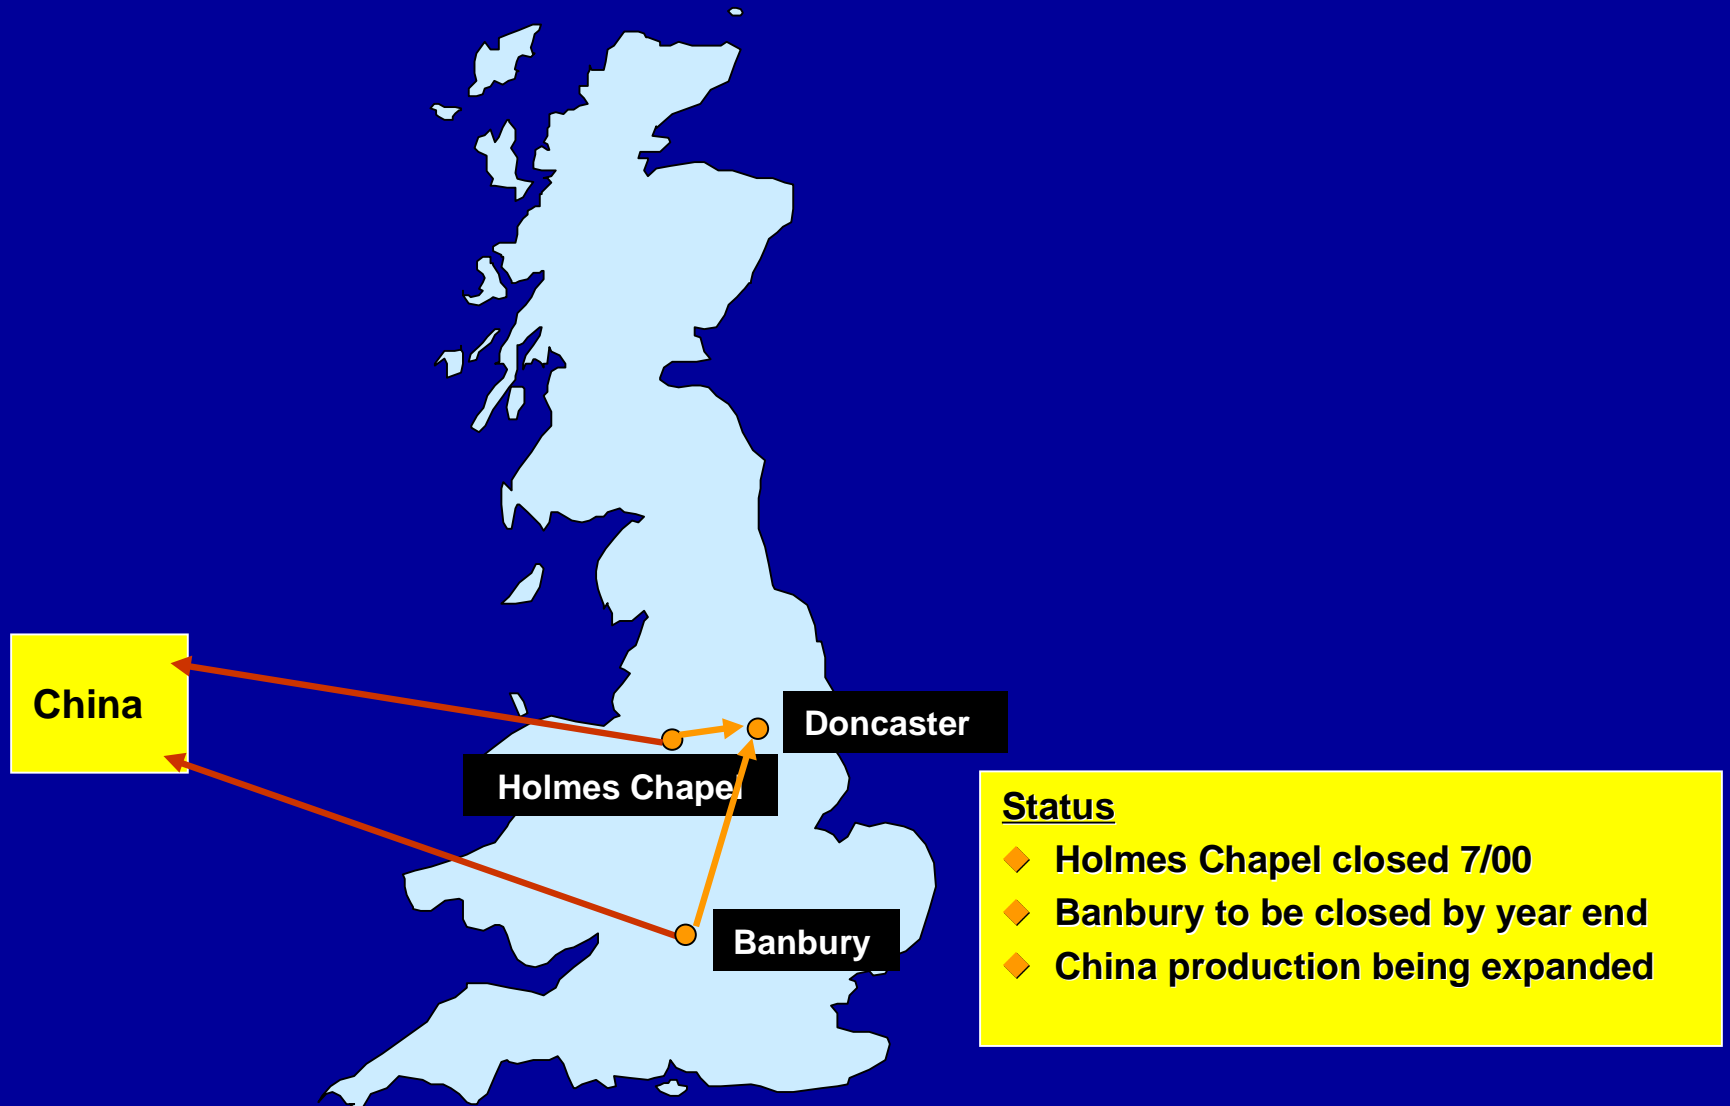 China
Doncaster
Holmes Chapel
Banbury
Status
Holmes Chapel closed 7/00
Banbury to be closed by year end
China production being expanded